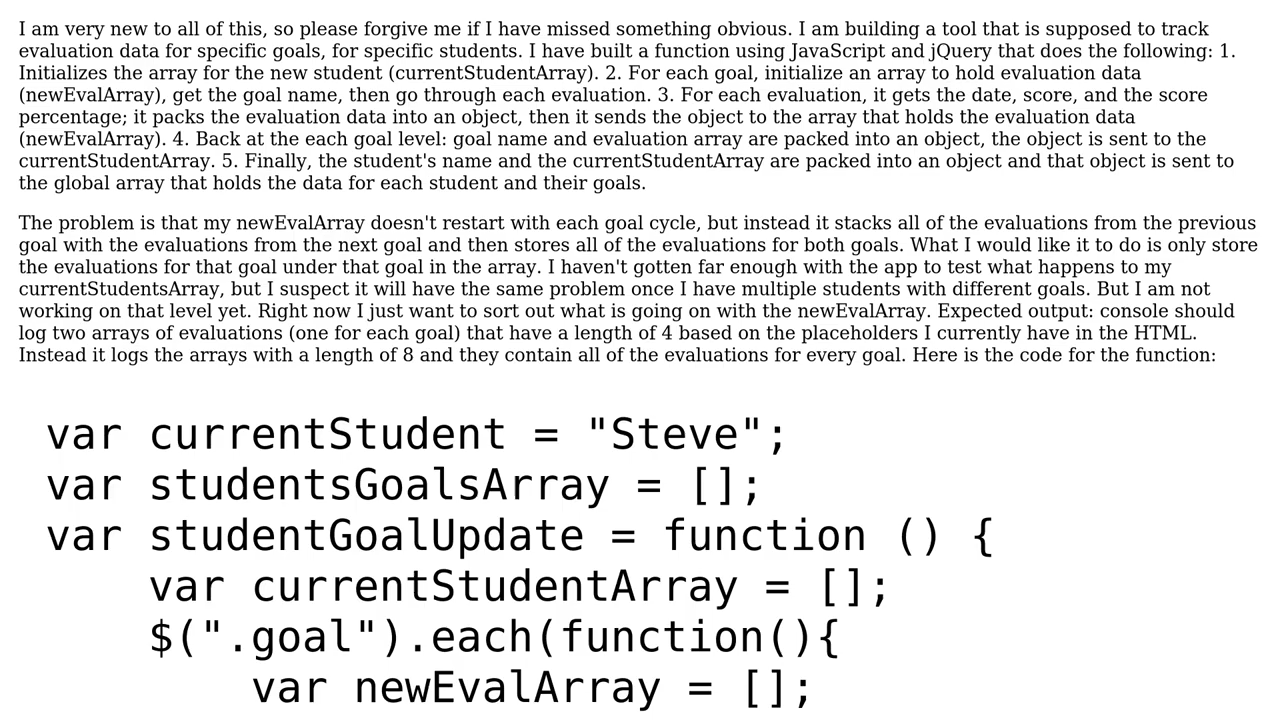 I am very new to all of this, so please forgive me if I have missed something obvious. I am building a tool that is supposed to track
evaluation data for specific goals, for specific students. I have built a function using JavaScript and jQuery that does the following: 1.
Initializes the array for the new student (currentStudentArray). 2. For each goal, initialize an array to hold evaluation data
(newEvalArray), get the goal name, then go through each evaluation. 3. For each evaluation, it gets the date, score, and the score
percentage; it packs the evaluation data into an object, then it sends the object to the array that holds the evaluation data
(newEvalArray). 4. Back at the each goal level: goal name and evaluation array are packed into an object, the object is sent to the
currentStudentArray. 5. Finally, the student's name and the currentStudentArray are packed into an object and that object is sent to
the global array that holds the data for each student and their goals.
The problem is that my newEvalArray doesn't restart with each goal cycle, but instead it stacks all of the evaluations from the previous
goal with the evaluations from the next goal and then stores all of the evaluations for both goals. What I would like it to do is only store
the evaluations for that goal under that goal in the array. I haven't gotten far enough with the app to test what happens to my
currentStudentsArray, but I suspect it will have the same problem once I have multiple students with different goals. But I am not
working on that level yet. Right now I just want to sort out what is going on with the newEvalArray. Expected output: console should
log two arrays of evaluations (one for each goal) that have a length of 4 based on the placeholders I currently have in the HTML.
Instead it logs the arrays with a length of 8 and they contain all of the evaluations for every goal. Here is the code for the function:
var currentStudent = "Steve";
var studentsGoalsArray = [];
var studentGoalUpdate = function () {
    var currentStudentArray = [];
    $(".goal").each(function(){
        var newEvalArray = [];